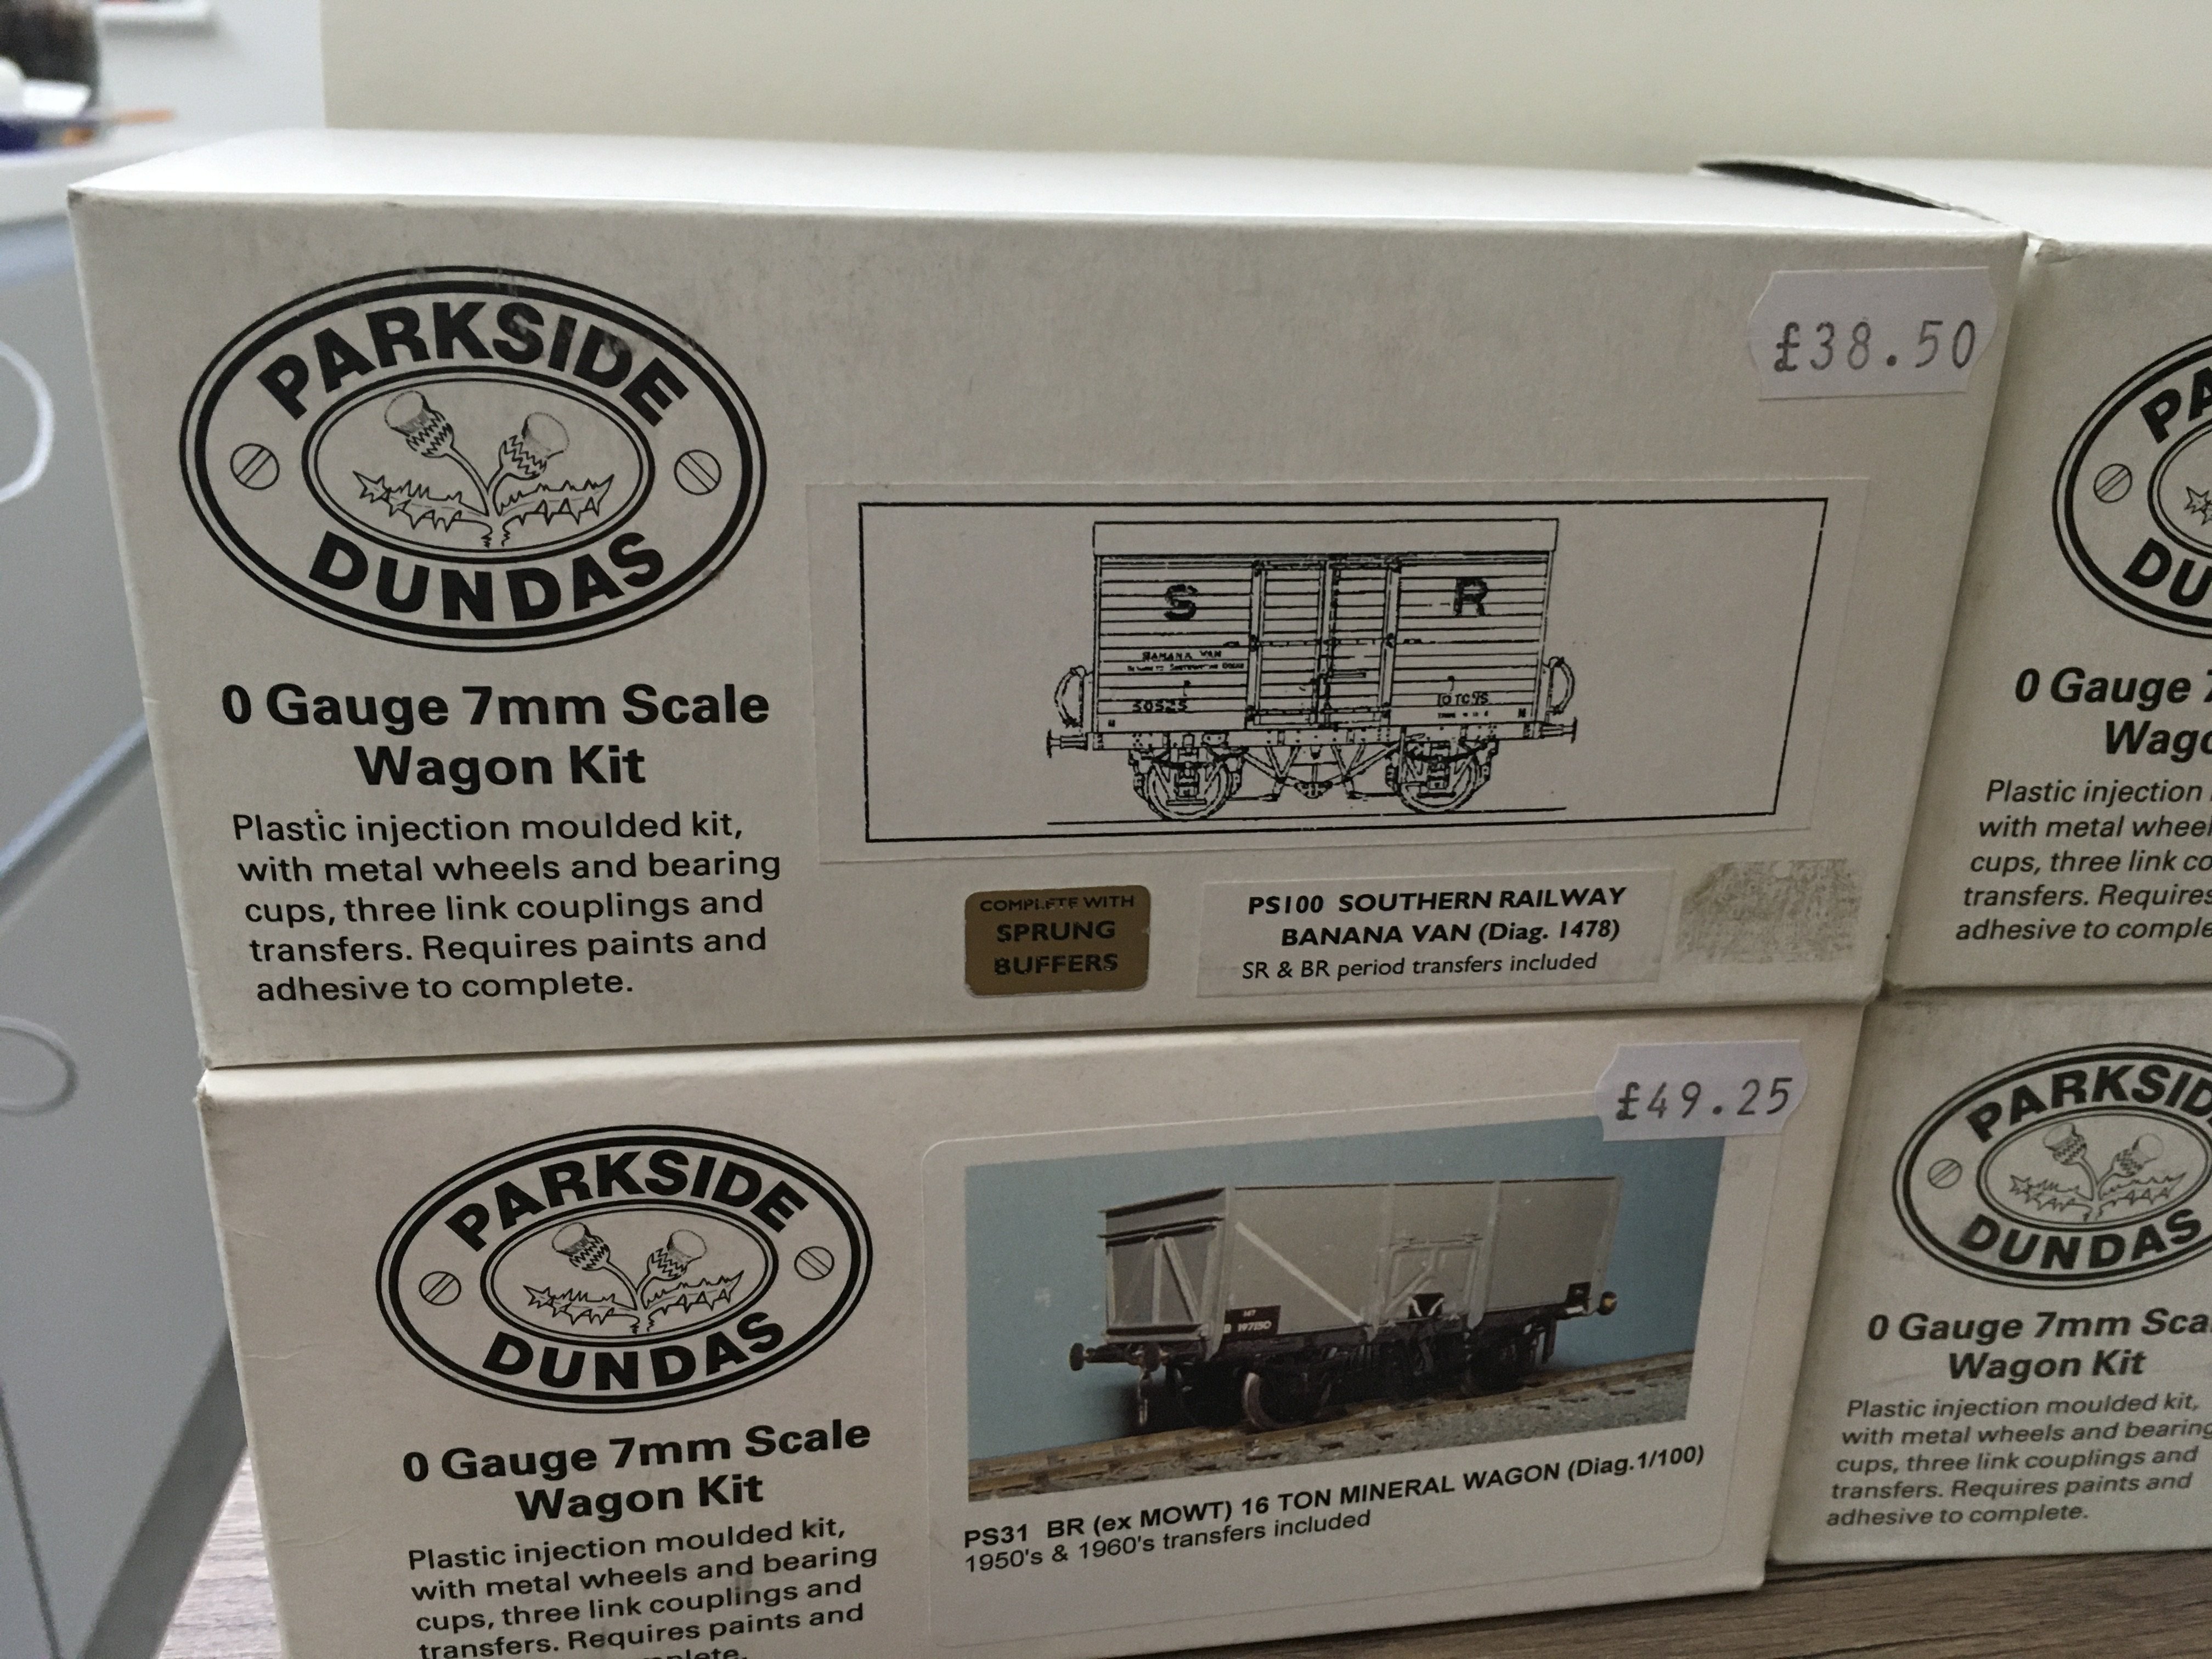 PARKSIDE
DUNDAS
0 Gauge 7mm Scale
Wagon Kit
Plastic injection moulded kit,
with metal wheels and bearing
cups, three link couplings and
transfers. Requires paints and
adhesive to complete.
£38.50
S R
BANANA VAN
50525
COMPLETE WITH
SPRUNG
BUFFERS
PS100 SOUTHERN RAILWAY
BANANA VAN (Diag. 1478)
SR & BR period transfers included
PARKSIDE
DUNDAS
0 Gauge 7mm Scale
Wagon Kit
Plastic injection moulded kit,
with metal wheels and bearing
cups, three link couplings and
transfers. Requires paints and
£49.25
B 197150
PS31 BR (ex MOWT) 16 TON MINERAL WAGON (Diag.1/100)
1950's & 1960's transfers included
PA
DU
0 Gauge 7
Wago
Plastic injection
with metal wheel
cups, three link co
transfers. Requires
adhesive to comple
PARKSID
DUNDAS
0 Gauge 7mm Sca
Wagon Kit
Plastic injection moulded kit,
with metal wheels and bearing
cups, three link couplings and
transfers. Requires paints and
adhesive to complete.